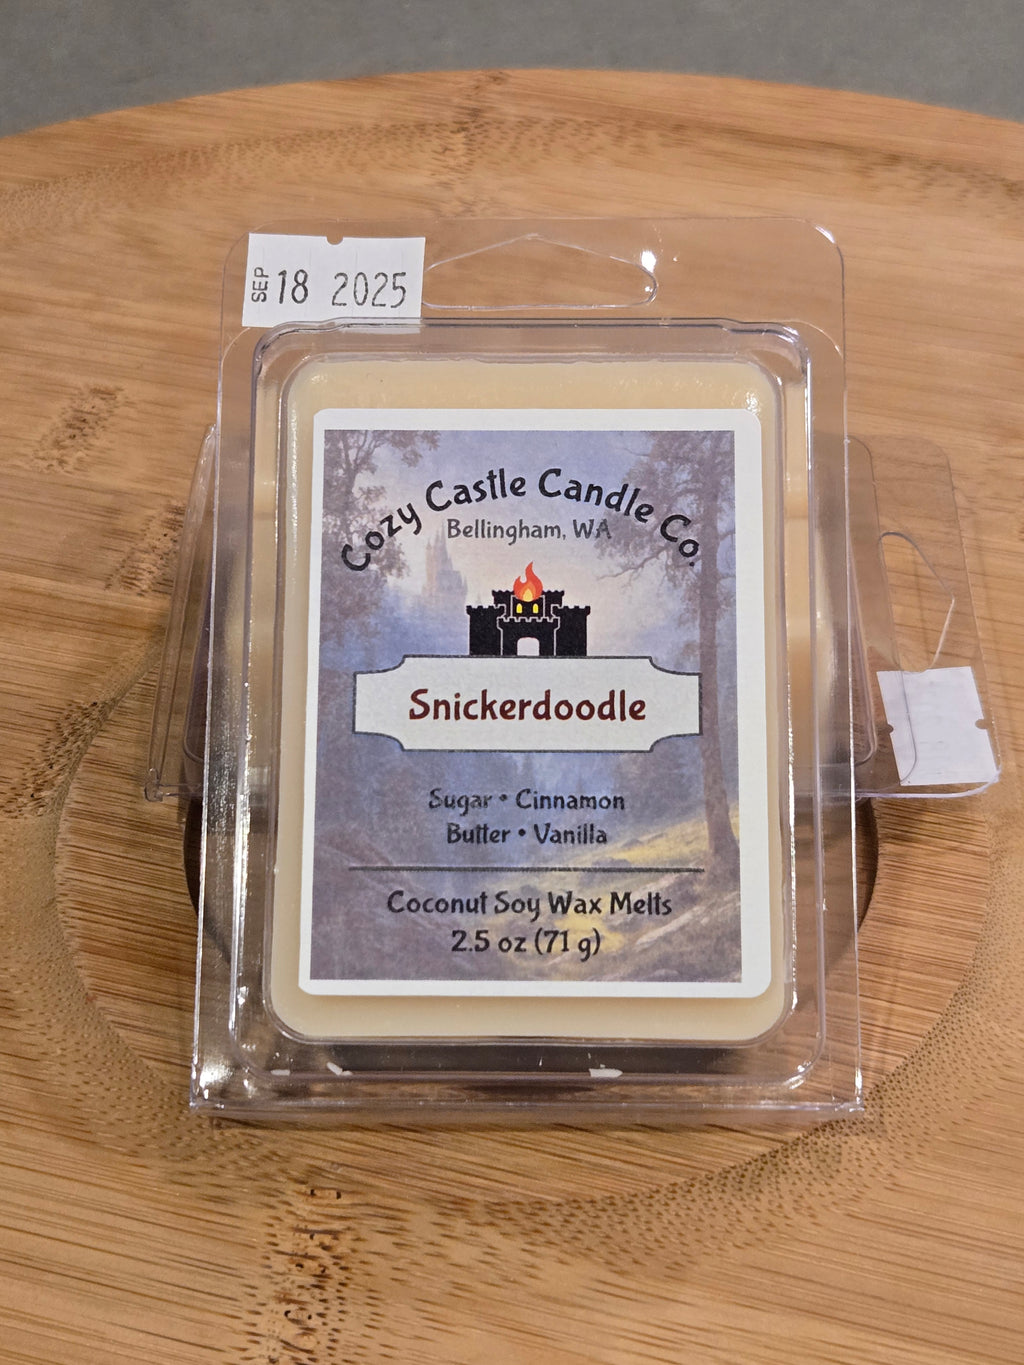 SEP 18 2025
Cozy Castle Candle Co.
Bellingham, WA
Snickerdoodle
Sugar • Cinnamon
Butter • Vanilla
Coconut Soy Wax Melts
2.5 oz (71 g)